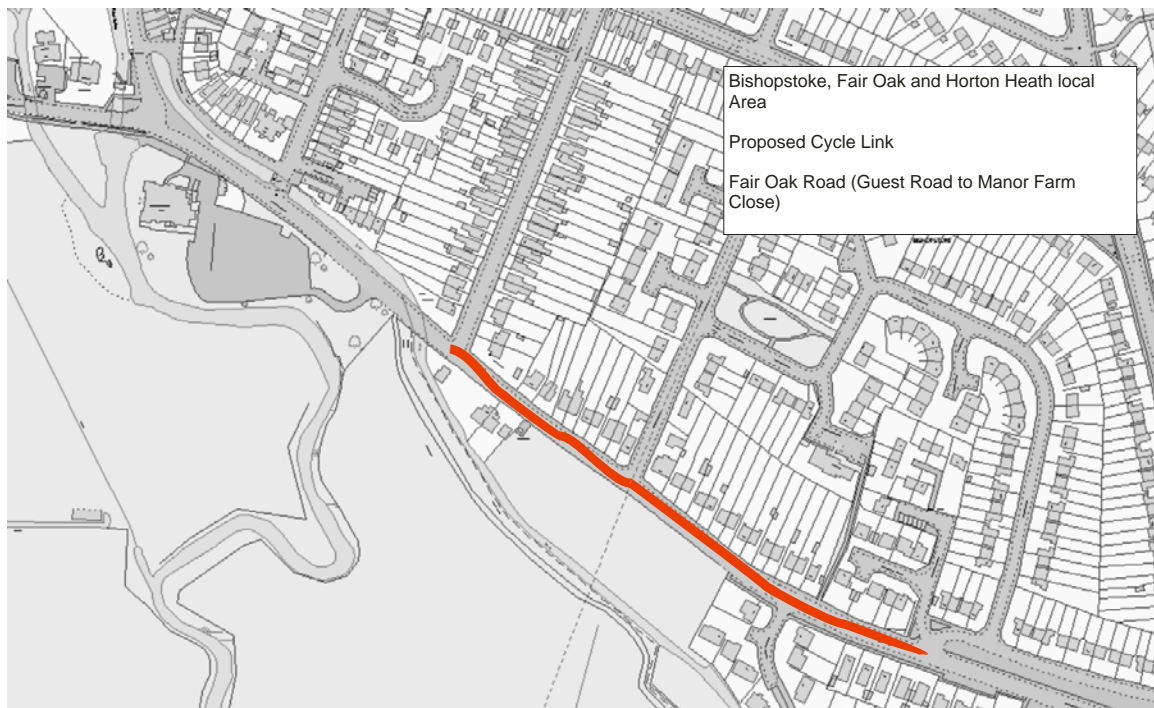 Bishopstoke, Fair Oak and Horton Heath local
Area
Proposed Cycle Link
Fair Oak Road (Guest Road to Manor Farm
Close)